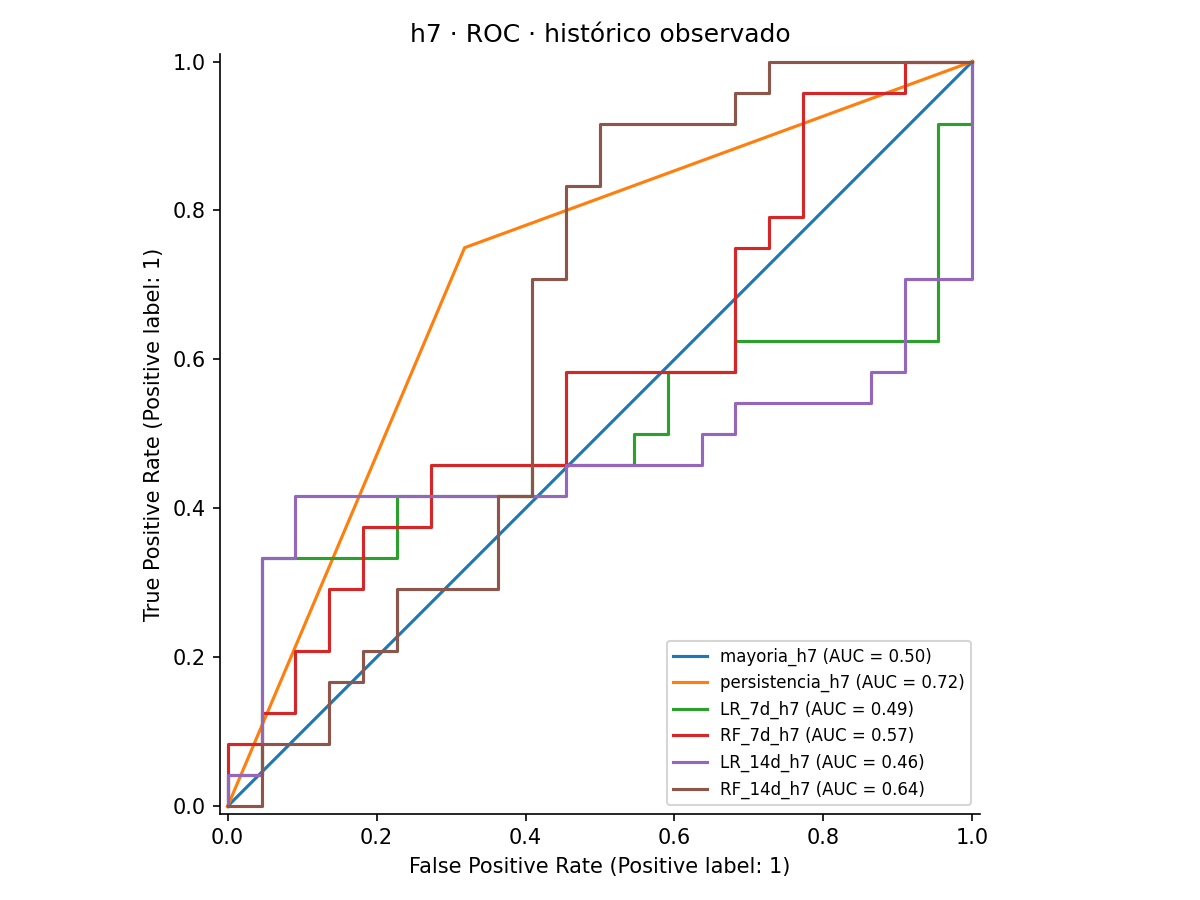 h7 · ROC · histórico observado
1.0
0.8
0.6
0.4
0.2
0.0
True Positive Rate (Positive label: 1)
0.0 0.2 0.4 0.6 0.8 1.0
False Positive Rate (Positive label: 1)
mayoria_h7 (AUC = 0.50)
persistencia_h7 (AUC = 0.72)
LR_7d_h7 (AUC = 0.49)
RF_7d_h7 (AUC = 0.57)
LR_14d_h7 (AUC = 0.46)
RF_14d_h7 (AUC = 0.64)